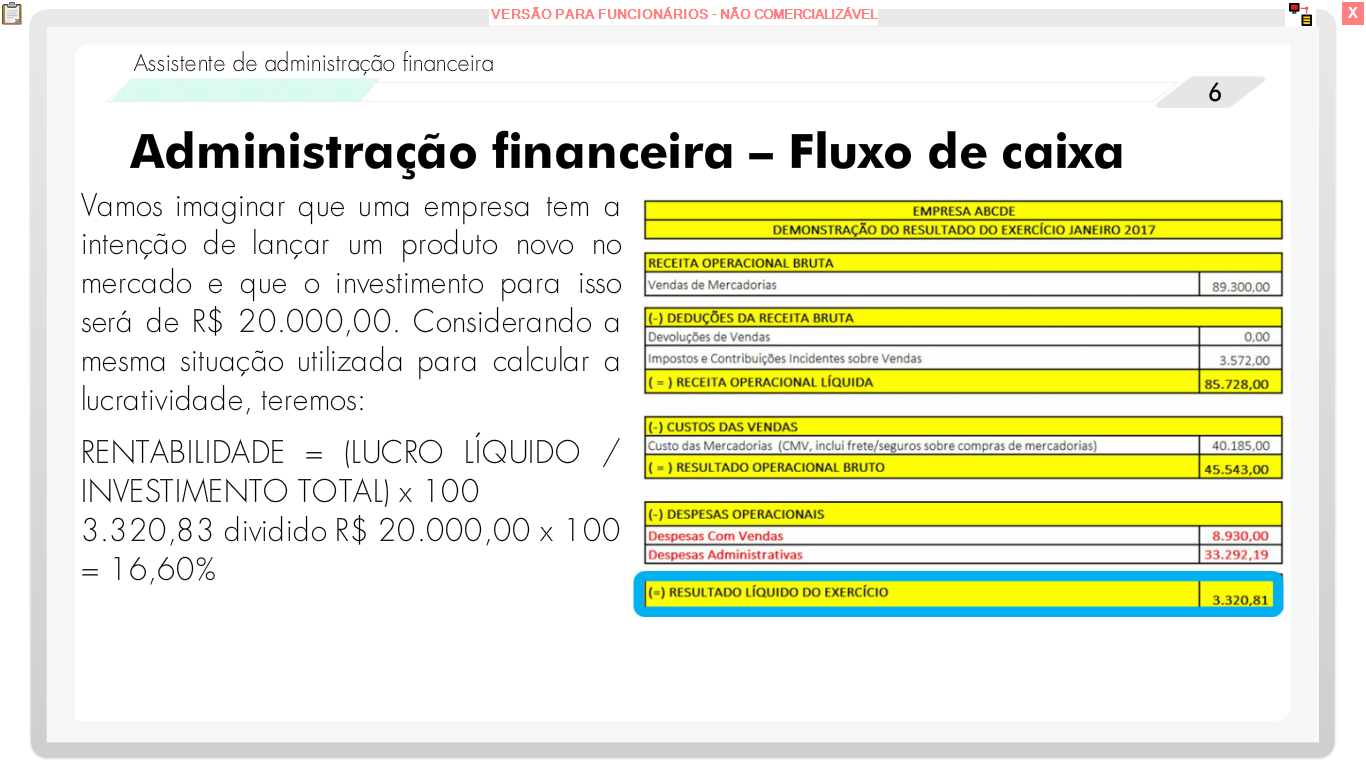 VERSÃO PARA FUNCIONÁRIOS - NÃO COMERCIALIZÁVEL
X
Assistente de administração financeira
6
Administração financeira – Fluxo de caixa
Vamos imaginar que uma empresa tem a
intenção de lançar um produto novo no
mercado e que o investimento para isso
será de R$ 20.000,00. Considerando a
mesma situação utilizada para calcular a
lucratividade, teremos:
RENTABILIDADE = (LUCRO LÍQUIDO /
INVESTIMENTO TOTAL) x 100
3.320,83 dividido R$ 20.000,00 x 100
= 16,60%
EMPRESA ABCDE
DEMONSTRAÇÃO DO RESULTADO DO EXERCÍCIO JANEIRO 2017
RECEITA OPERACIONAL BRUTA
Vendas de Mercadorias 89.300,00
(-) DEDUÇÕES DA RECEITA BRUTA
Devoluções de Vendas 0,00
Impostos e Contribuições Incidentes sobre Vendas 3.572,00
( = ) RECEITA OPERACIONAL LÍQUIDA 85.728,00
(-) CUSTOS DAS VENDAS
Custo das Mercadorias (CMV, inclui frete/seguros sobre compras de mercadorias) 40.185,00
( = ) RESULTADO OPERACIONAL BRUTO 45.543,00
(-) DESPESAS OPERACIONAIS
Despesas Com Vendas 8.930,00
Despesas Administrativas 33.292,19
(=) RESULTADO LÍQUIDO DO EXERCÍCIO 3.320,81